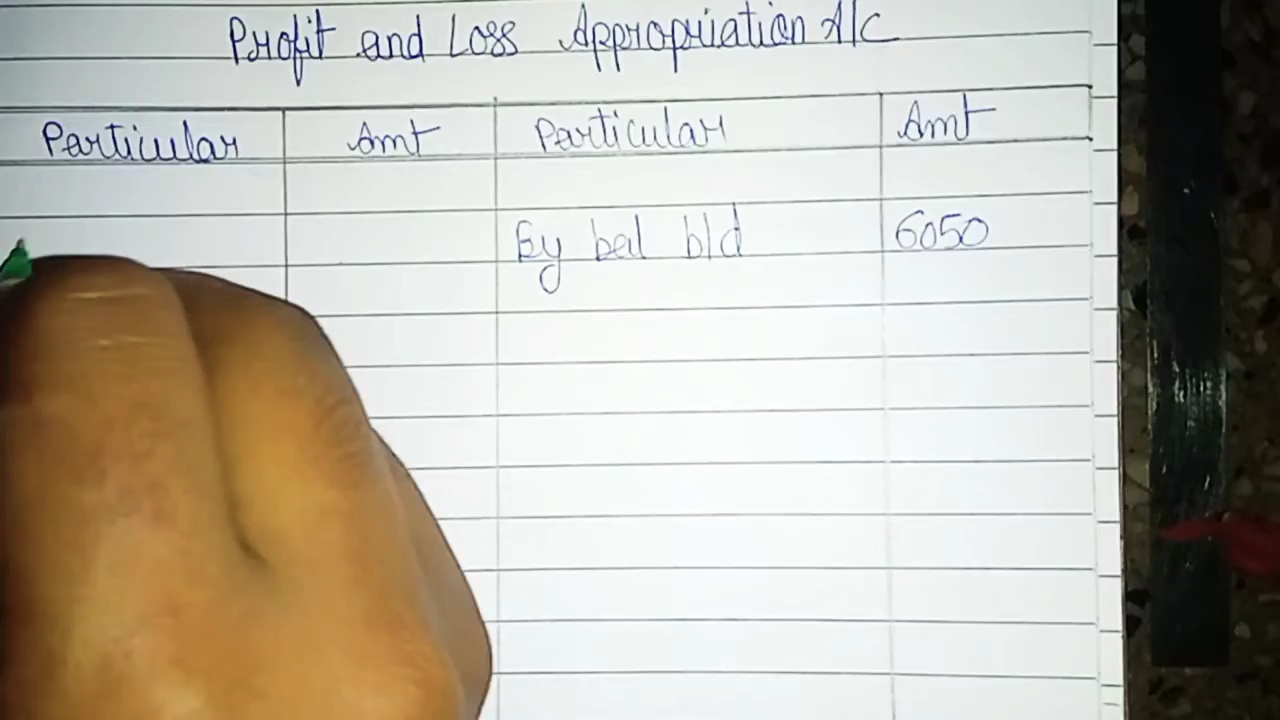 Profit and Loss Appropriation A/C
Particular Amt Particular Amt
By bal b/d 6050